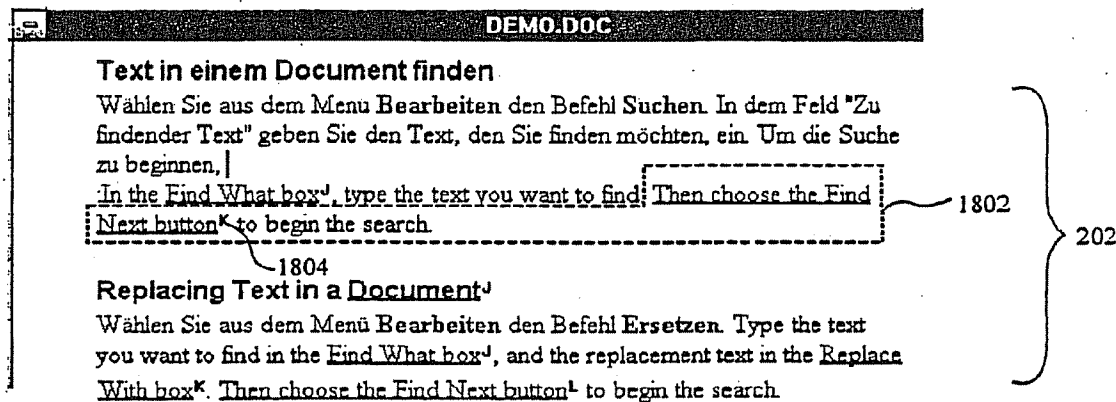 DEMO.DOC
Text in einem Document finden
Wählen Sie aus dem Menu Bearbeiten den Befehl Suchen. In dem Feld "Zu
findender Text" geben Sie den Text, den Sie finden möchten, ein. Um die Suche
zu beginnen,
In the Find What boxJ, type the text you want to find. Then choose the Find
Next buttonK to begin the search.
1802
202
1804
Replacing Text in a DocumentJ
Wählen Sie aus dem Menü Bearbeiten den Befehl Ersetzen. Type the text
you want to find in the Find What boxJ, and the replacement text in the Replace
With boxK. Then choose the Find Next buttonL to begin the search.